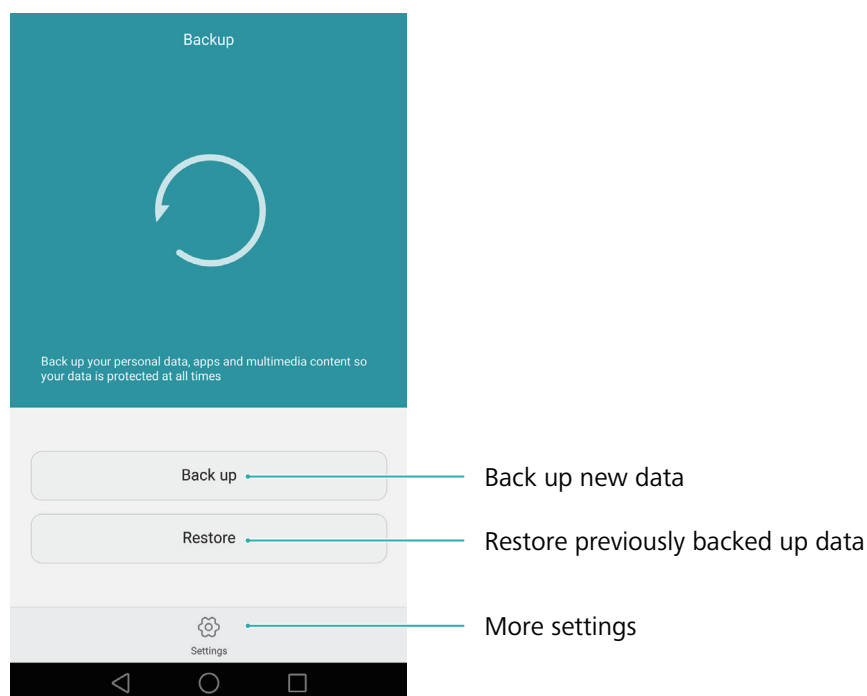 Backup
Back up your personal data, apps and multimedia content so
your data is protected at all times
Back up
Back up new data
Restore
Restore previously backed up data
More settings
Settings